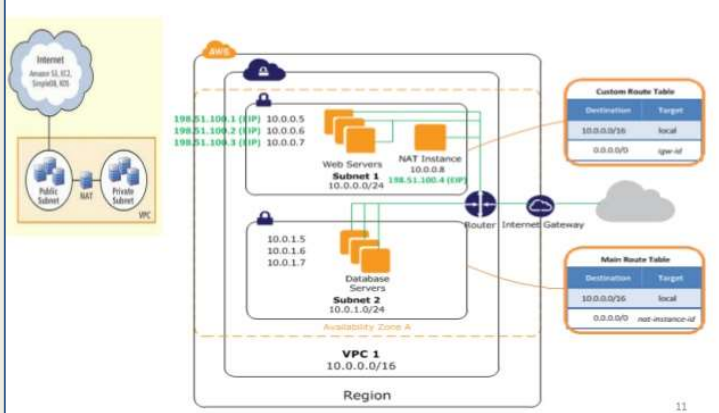 Internet
Amazon S3, EC2,
SimpleDB, RDS
Public
Subnet
NAT
Private
Subnet
VPC
AWS
198.51.100.1 (EIP) 10.0.0.5
198.51.100.2 (EIP) 10.0.0.6
198.51.100.3 (EIP) 10.0.0.7
Web Servers
Subnet 1
10.0.0.0/24
NAT Instance
10.0.0.8
198.51.100.4 (EIP)
Router
Internet Gateway
10.0.1.5
10.0.1.6
10.0.1.7
Database
Servers
Subnet 2
10.0.1.0/24
Availability Zone A
VPC 1
10.0.0.0/16
Region
Custom Route Table
Destination Target
10.0.0.0/16 local
0.0.0.0/0 igw-id
Main Route Table
Destination Target
10.0.0.0/16 local
0.0.0.0/0 nat-instance-id
11